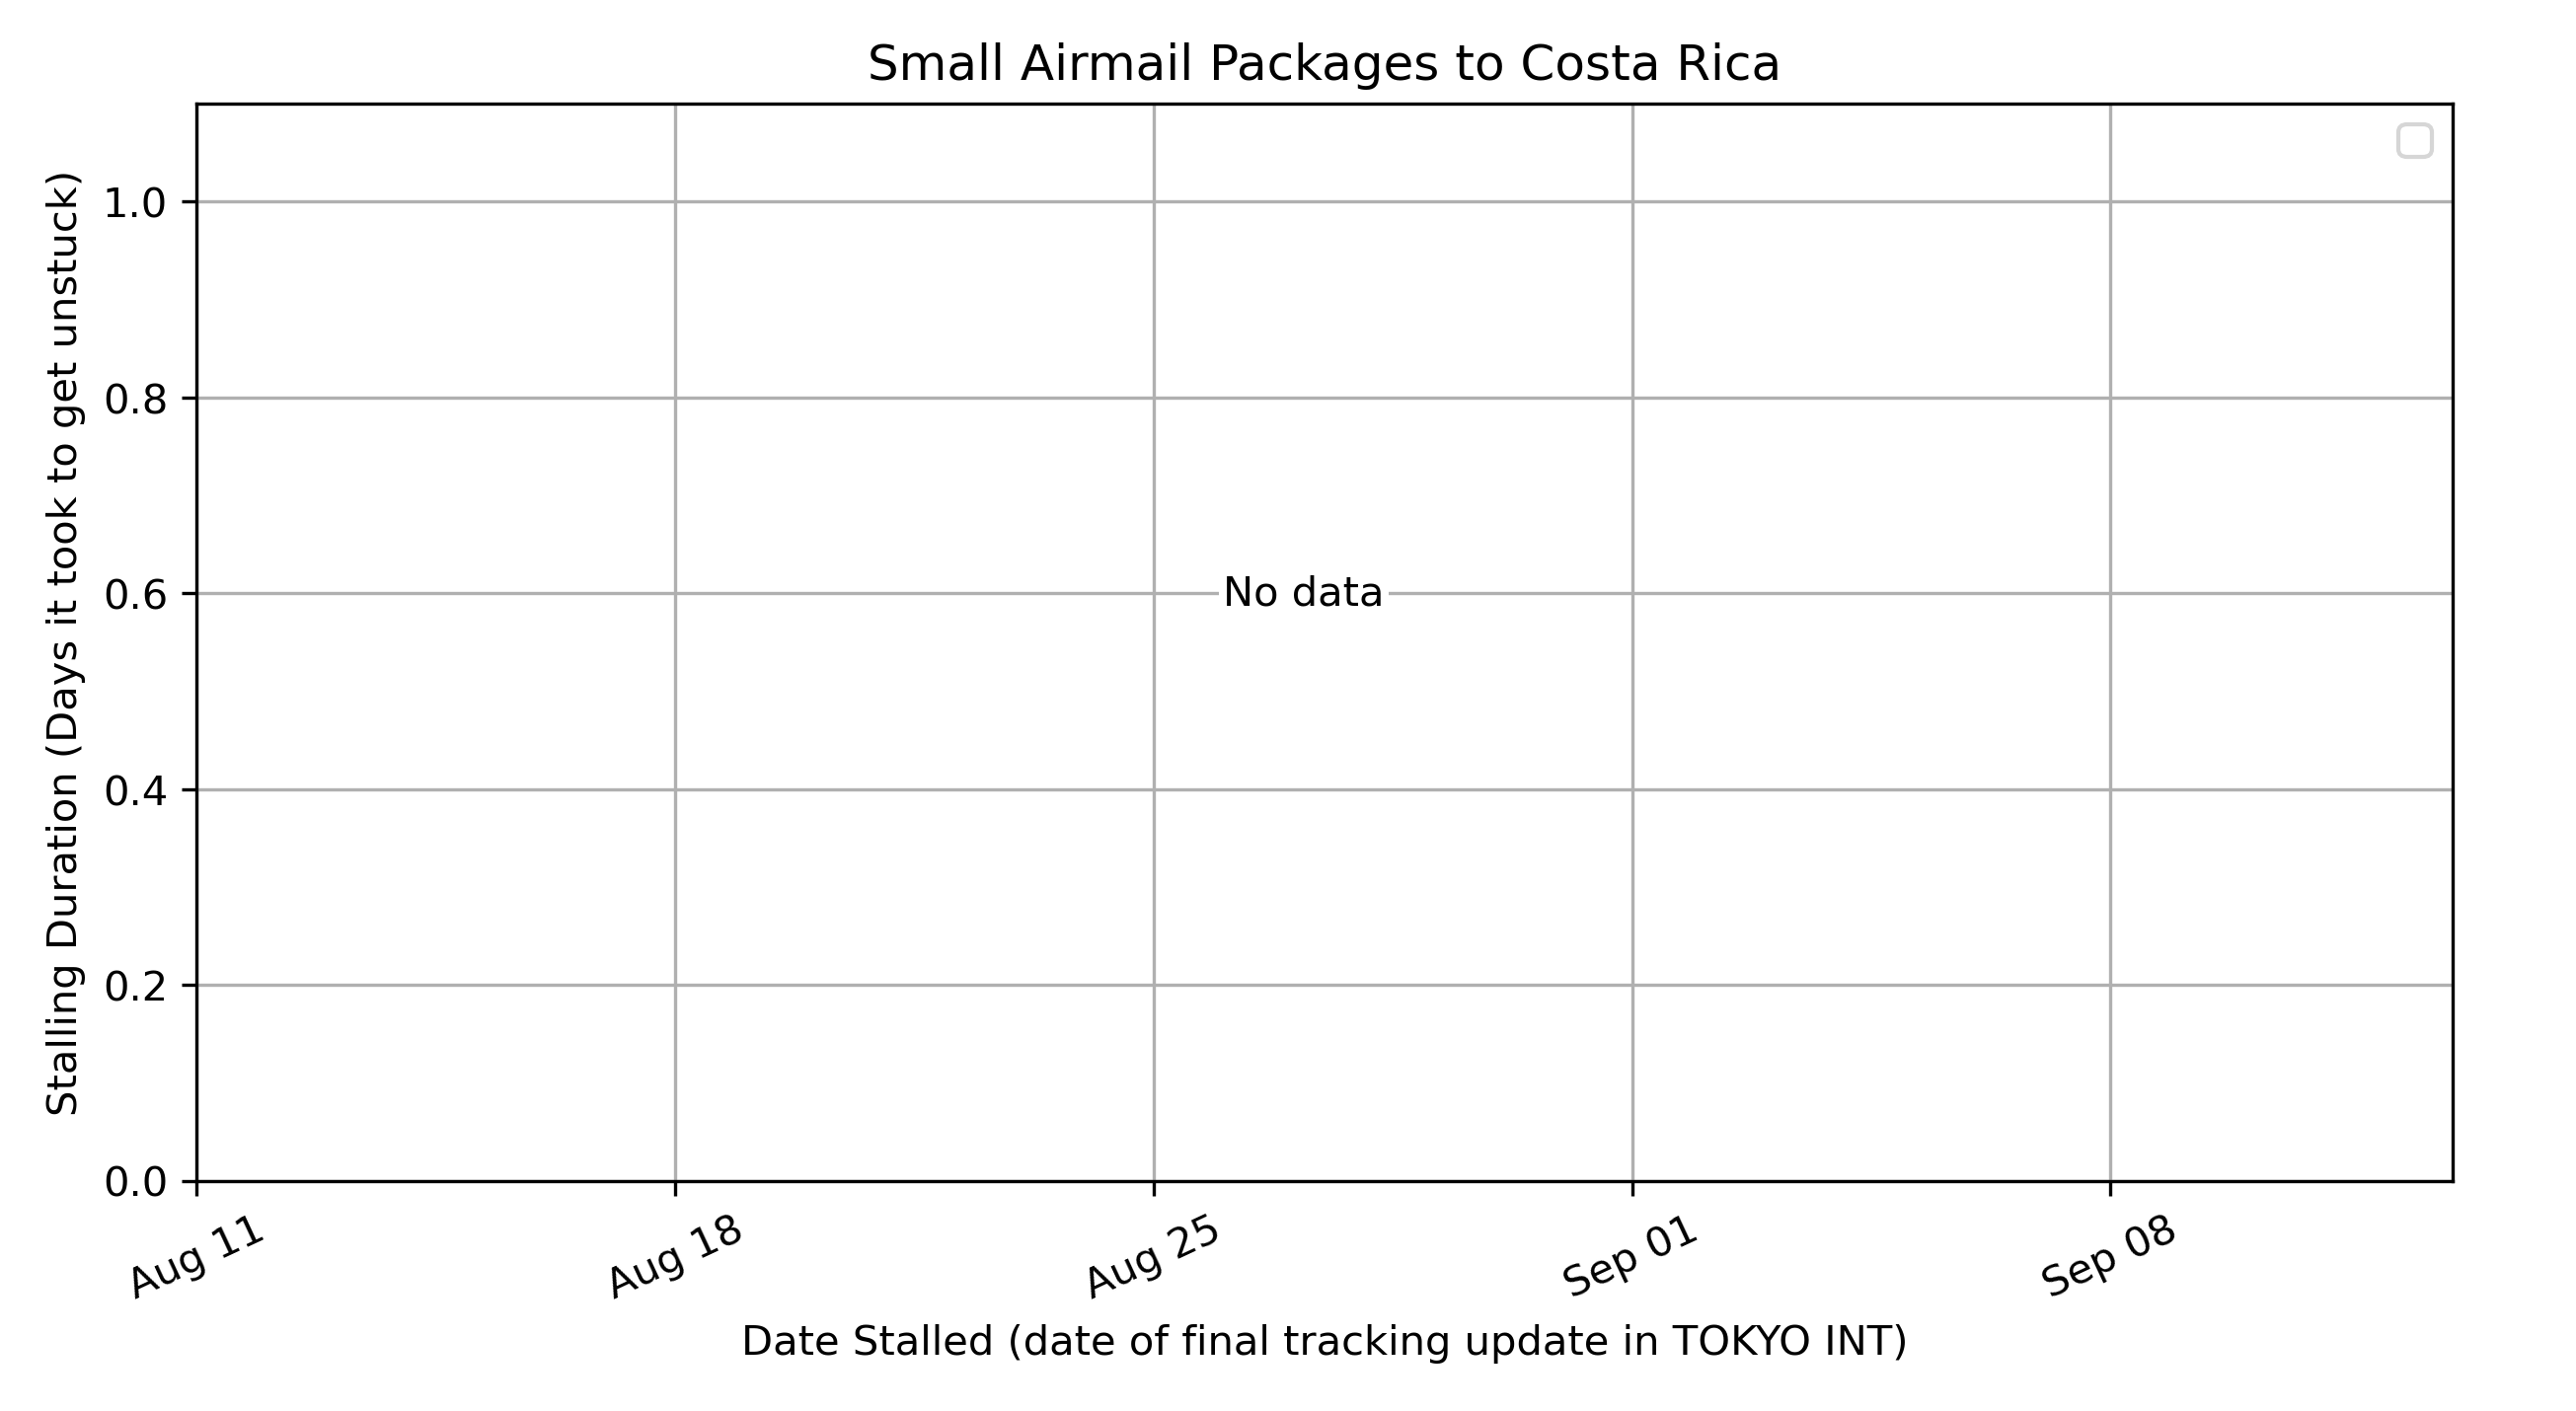 Small Airmail Packages to Costa Rica
Stalling Duration (Days it took to get unstuck)
1.0
0.8
0.6
0.4
0.2
0.0
No data
Aug 11
Aug 18
Aug 25
Sep 01
Sep 08
Date Stalled (date of final tracking update in TOKYO INT)